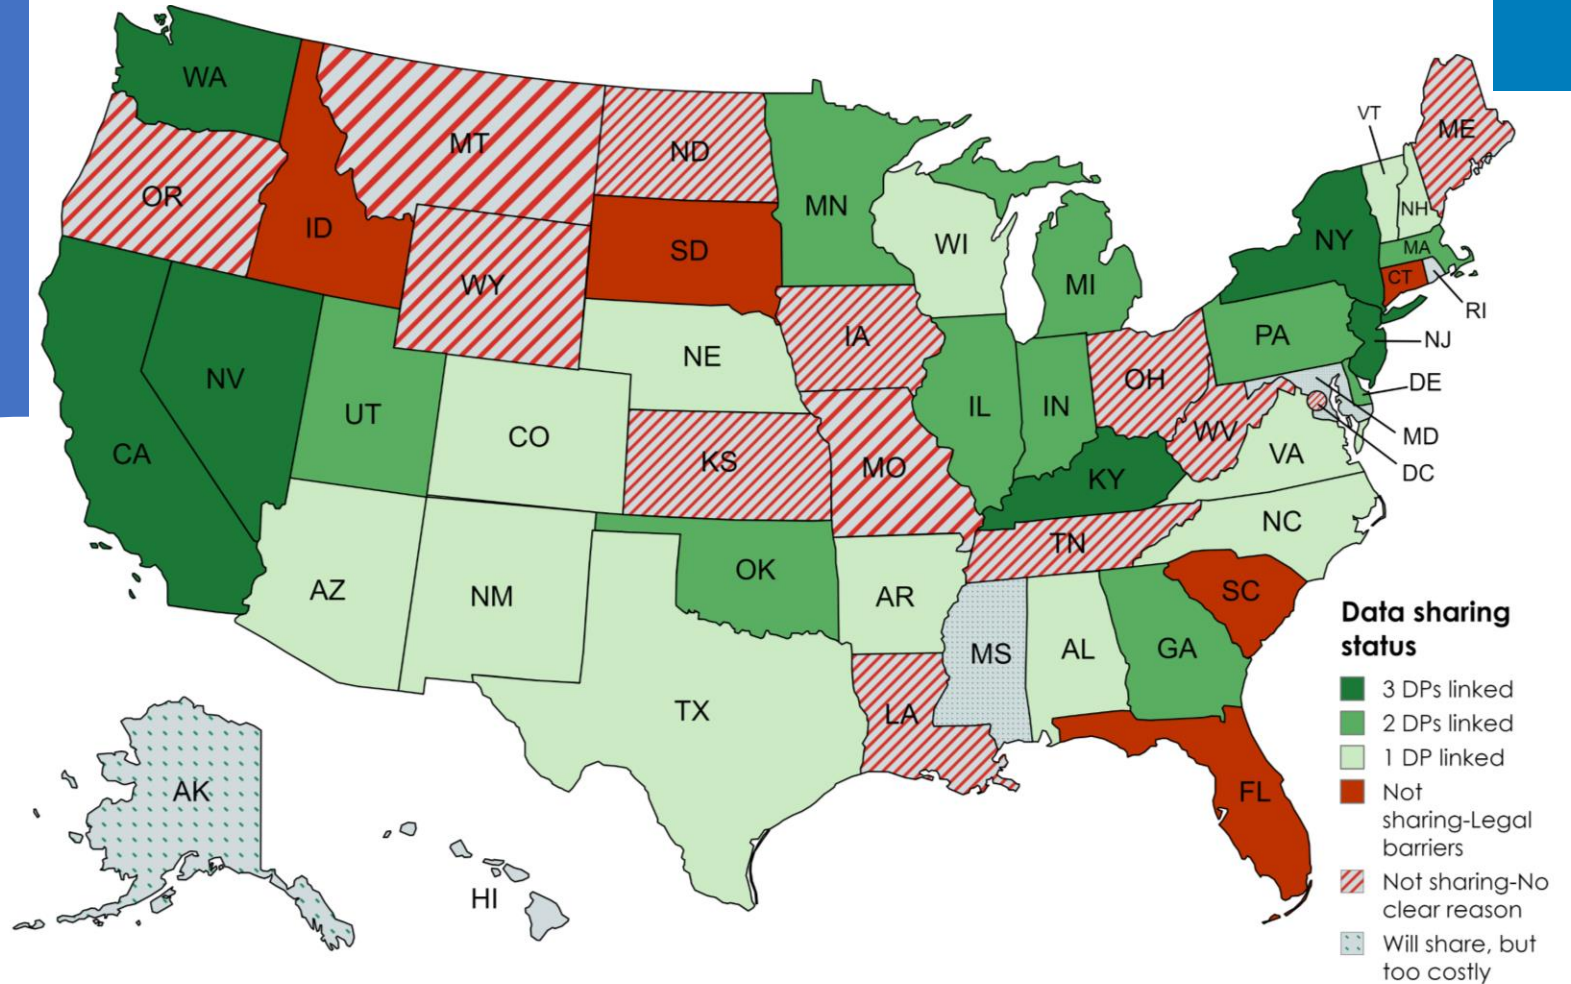 WA
MT
ND
MN
VT
ME
OR
ID
SD
WI
MI
NY
NH
MA
CT
RI
WY
IA
NE
PA
NJ
NV
UT
CO
IL
IN
OH
DE
CA
KS
MO
KY
WV
VA
MD
DC
AZ
NM
OK
AR
TN
NC
SC
TX
LA
MS
AL
GA
FL
AK
HI
Data sharing
status
3 DPs linked
2 DPs linked
1 DP linked
Not
sharing-Legal
barriers
Not sharing-No
clear reason
Will share, but
too costly